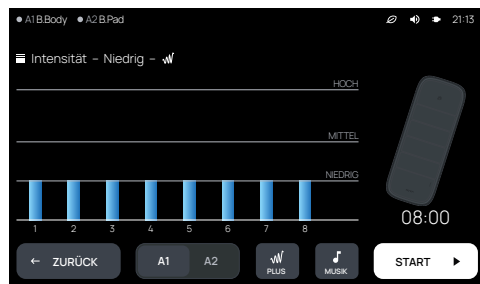 A1 B.Body A2 B.Pad 21:13
Intensität – Niedrig –
HOCH
MITTEL
NIEDRIG
1 2 3 4 5 6 7 8
08:00
← ZURÜCK A1 A2 PLUS MUSIK START